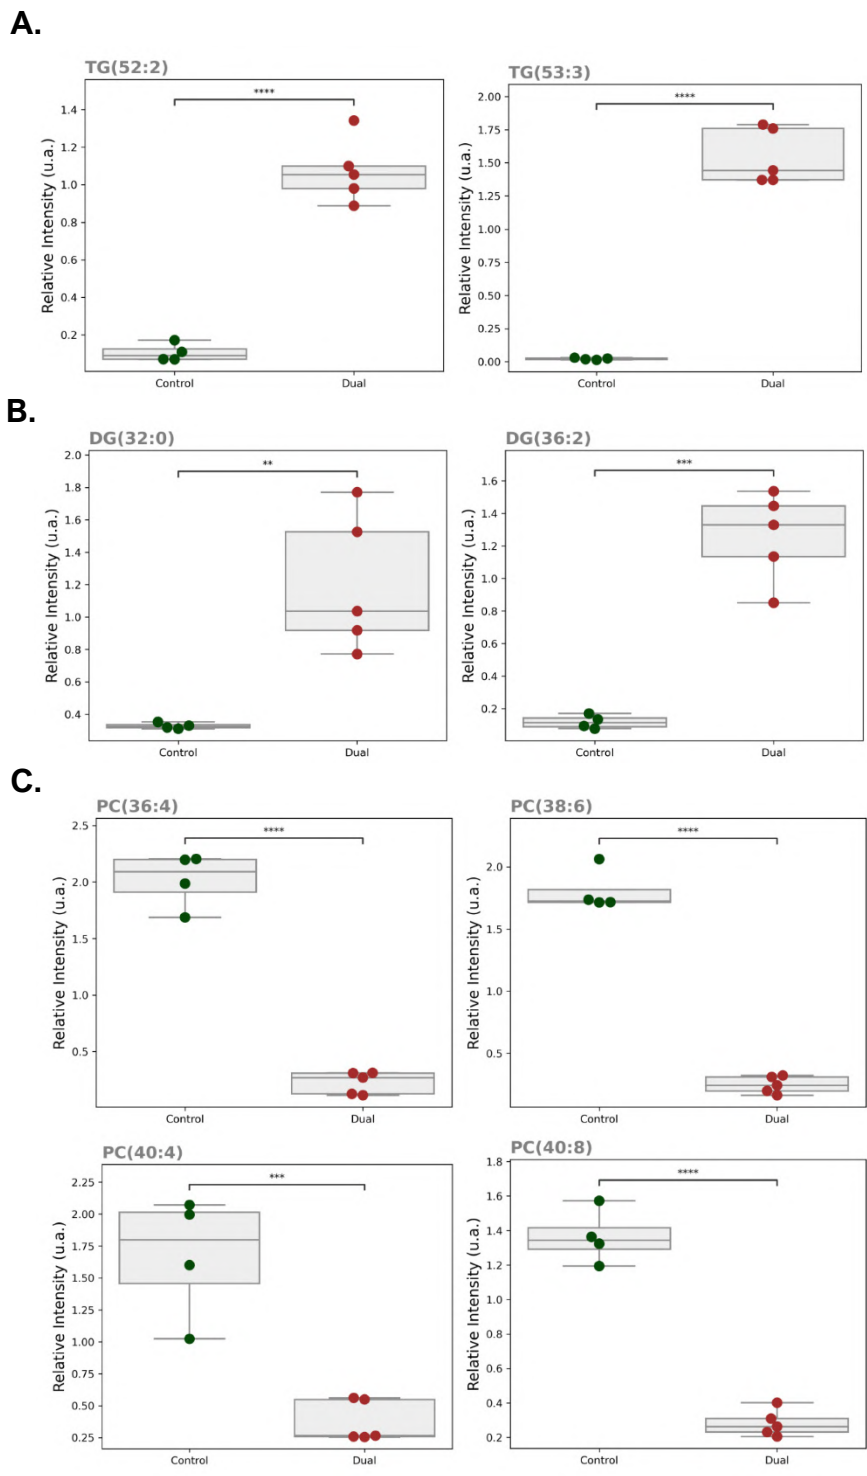 A.
TG(52:2)
****
Relative Intensity (u.a.)
1.4
1.2
1.0
0.8
0.6
0.4
0.2
Control
Dual
TG(53:3)
****
Relative Intensity (u.a.)
2.00
1.75
1.50
1.25
1.00
0.75
0.50
0.25
0.00
Control
Dual
B.
DG(32:0)
**
Relative Intensity (u.a.)
2.0
1.8
1.6
1.4
1.2
1.0
0.8
0.6
0.4
Control
Dual
DG(36:2)
***
Relative Intensity (u.a.)
1.6
1.4
1.2
1.0
0.8
0.6
0.4
0.2
Control
Dual
C.
PC(36:4)
****
Relative Intensity (u.a.)
2.5
2.0
1.5
1.0
0.5
Control
Dual
PC(38:6)
****
Relative Intensity (u.a.)
2.0
1.5
1.0
0.5
Control
Dual
PC(40:4)
***
Relative Intensity (u.a.)
2.25
2.00
1.75
1.50
1.25
1.00
0.75
0.50
0.25
Control
Dual
PC(40:8)
****
Relative Intensity (u.a.)
1.8
1.6
1.4
1.2
1.0
0.8
0.6
0.4
0.2
Control
Dual